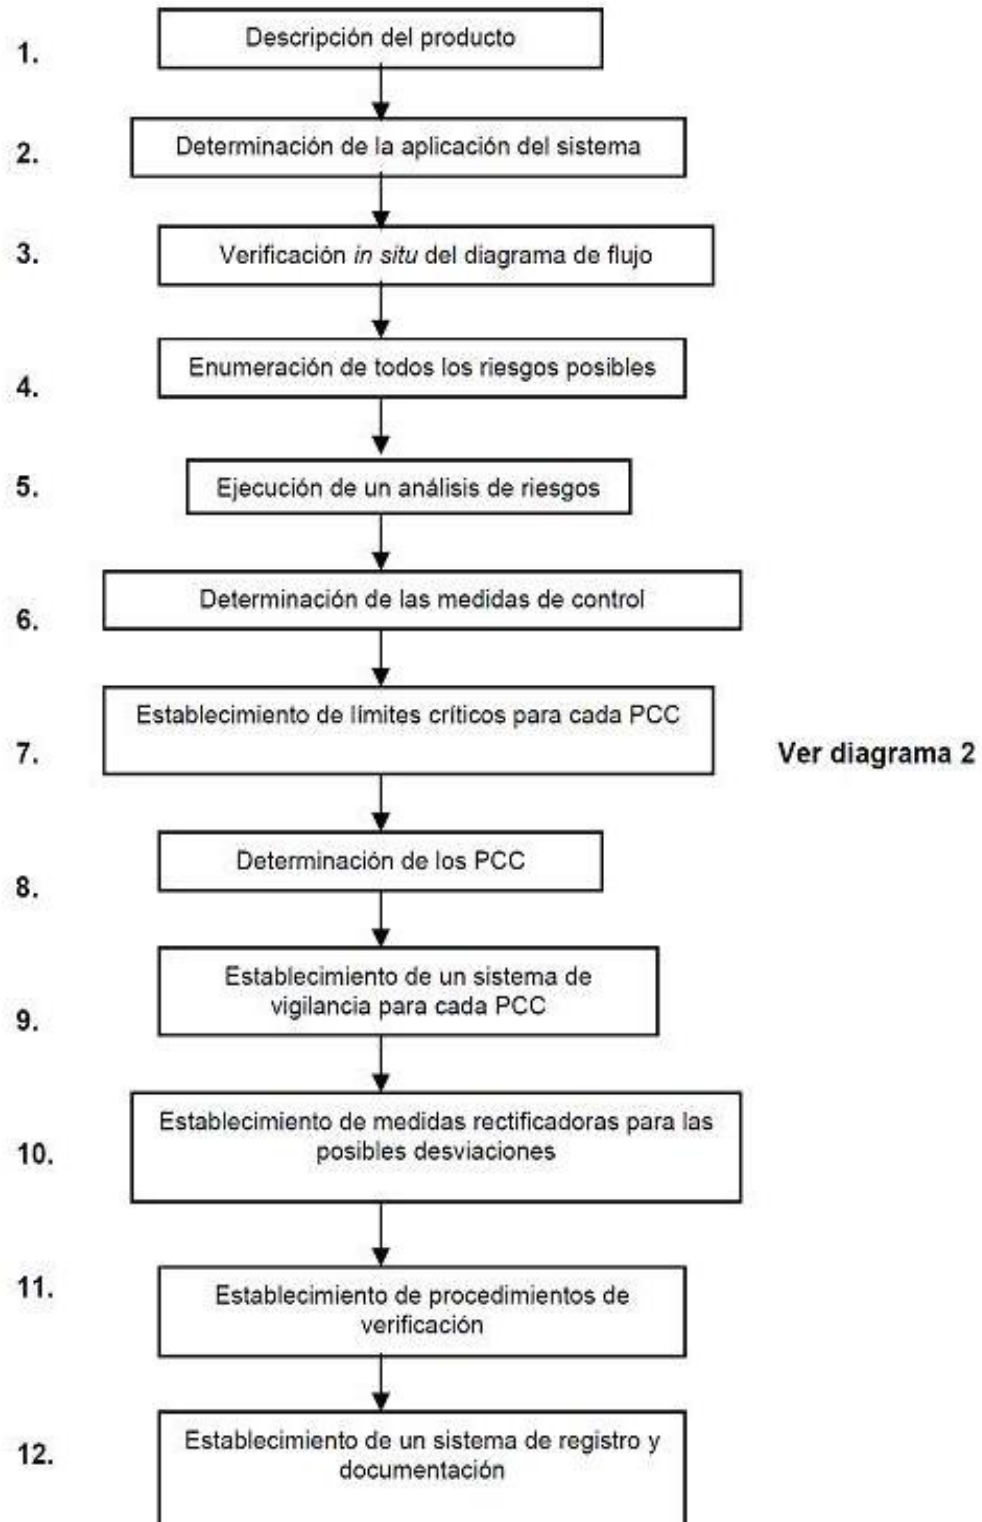 1. Descripción del producto
2. Determinación de la aplicación del sistema
3. Verificación in situ del diagrama de flujo
4. Enumeración de todos los riesgos posibles
5. Ejecución de un análisis de riesgos
6. Determinación de las medidas de control
Establecimiento de límites críticos para cada PCC
7. Ver diagrama 2
8. Determinación de los PCC
Establecimiento de un sistema de
vigilancia para cada PCC
9.
Establecimiento de medidas rectificadoras para las
posibles desviaciones
10.
11. Establecimiento de procedimientos de
verificación
12. Establecimiento de un sistema de registro y
documentación